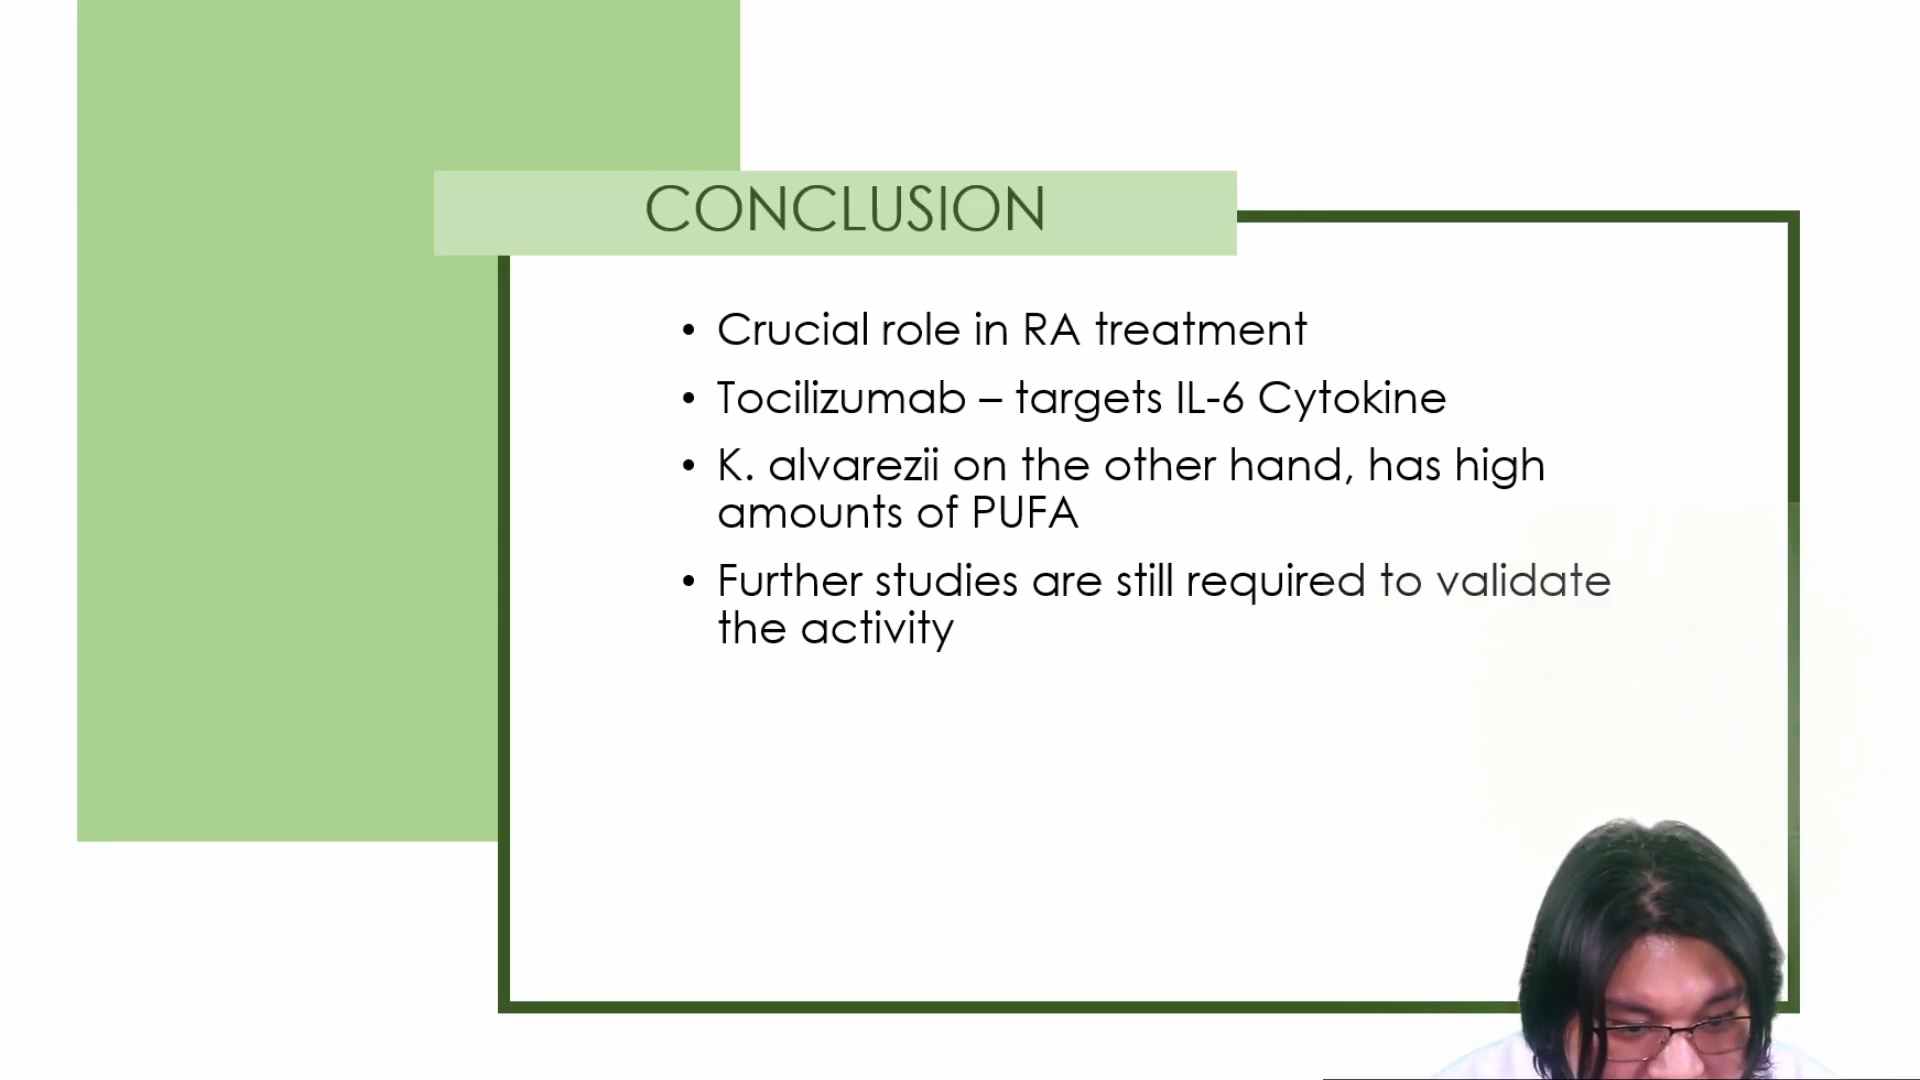 CONCLUSION
• Crucial role in RA treatment
• Tocilizumab – targets IL-6 Cytokine
• K. alvarezii on the other hand, has high
amounts of PUFA
• Further studies are still required to validate
the activity